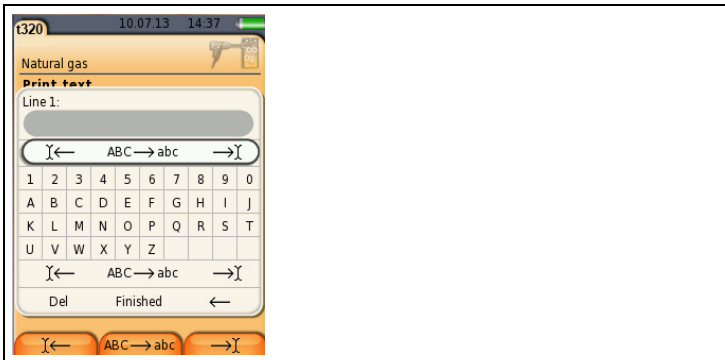 t320 10.07.13 14:37
Natural gas
Print text
Line 1:
ABC→abc
1 2 3 4 5 6 7 8 9 0
A B C D E F G H I J
K L M N O P Q R S T
U V W X Y Z
ABC→abc
Del Finished ←
ABC→abc